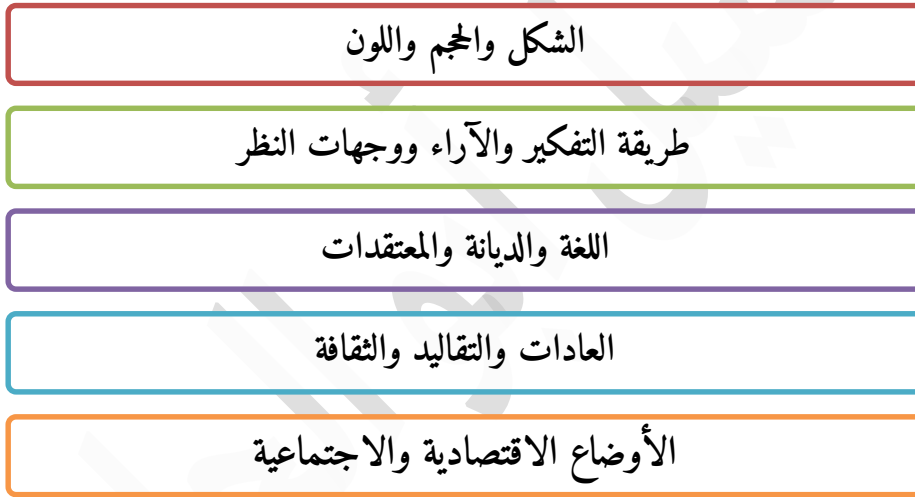 الشكل والحجم واللون
طريقة التفكير والآراء ووجهات النظر
اللغة والديانة والمعتقدات
العادات والتقاليد والثقافة
الأوضاع الاقتصادية والاجتماعية